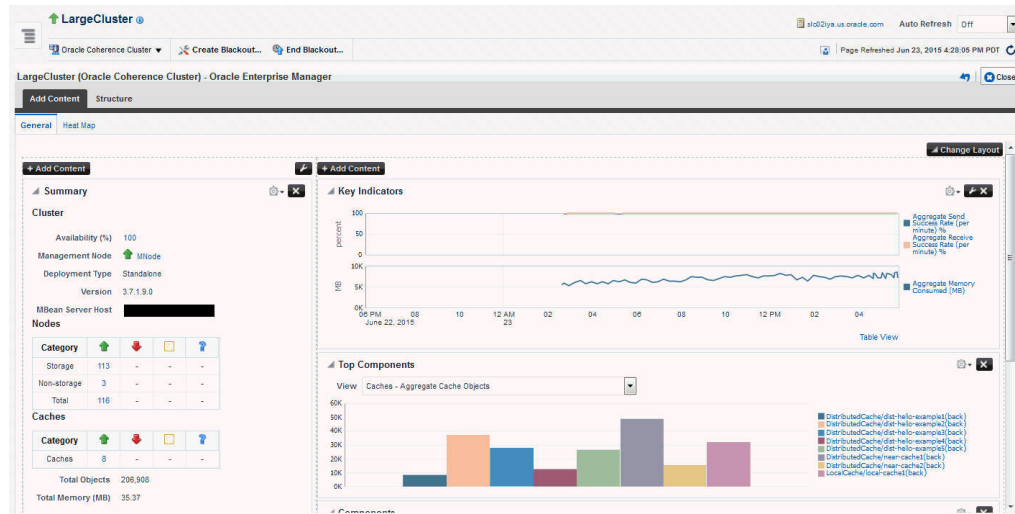 LargeCluster
slc02iya.us.oracle.com Auto Refresh Off
Oracle Coherence Cluster Create Blackout... End Blackout...
Page Refreshed Jun 23, 2015 4:28:05 PM PDT
LargeCluster (Oracle Coherence Cluster) - Oracle Enterprise Manager
Close
Add Content Structure
General Heat Map
Change Layout
+ Add Content
Summary
Cluster
Availability (%) 100
Management Node MNode
Deployment Type Standalone
Version 3.7.1.9.0
MBean Server Host
Nodes
Category
Storage 113 - - -
Non-storage 3 - - -
Total 116 - - -
Caches
Category
Caches 8 - - -
Total Objects 206,908
Total Memory (MB) 35.37
+ Add Content
Key Indicators
percent
100
50
0
Aggregate Send
Success Rate (per
minute) %
Aggregate Receive
Success Rate (per
minute) %
MB
10K
5K
0K
Aggregate Memory
Consumed (MB)
06 PM 08 10 12 AM 02 04 06 08 10 12 PM 02 04
June 22, 2015 23
Table View
Top Components
View Caches - Aggregate Cache Objects
60K
50K
40K
30K
20K
10K
0K
DistributedCache/dist-hello-example1(back)
DistributedCache/dist-hello-example2(back)
DistributedCache/dist-hello-example3(back)
DistributedCache/dist-hello-example4(back)
DistributedCache/dist-hello-example5(back)
DistributedCache/near-cache1(back)
DistributedCache/near-cache2(back)
LocalCache/local-cache1(back)
Components